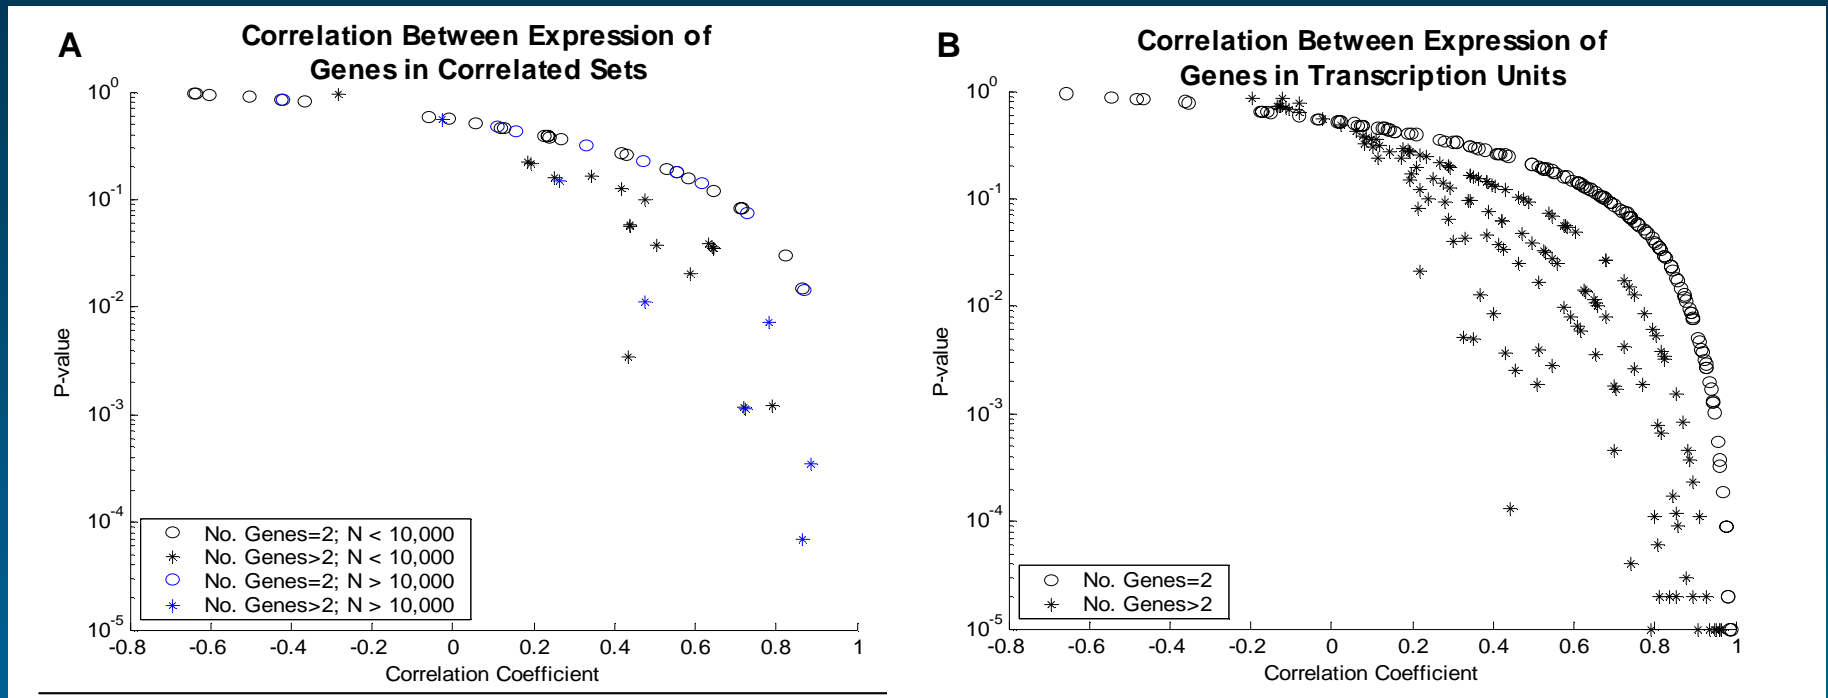 A
Correlation Between Expression of
Genes in Correlated Sets
P-value
10^0
10^-1
10^-2
10^-3
10^-4
10^-5
No. Genes=2; N < 10,000
No. Genes>2; N < 10,000
No. Genes=2; N > 10,000
No. Genes>2; N > 10,000
-0.8 -0.6 -0.4 -0.2 0 0.2 0.4 0.6 0.8 1
Correlation Coefficient
B
Correlation Between Expression of
Genes in Transcription Units
P-value
10^0
10^-1
10^-2
10^-3
10^-4
10^-5
No. Genes=2
No. Genes>2
-0.8 -0.6 -0.4 -0.2 0 0.2 0.4 0.6 0.8 1
Correlation Coefficient